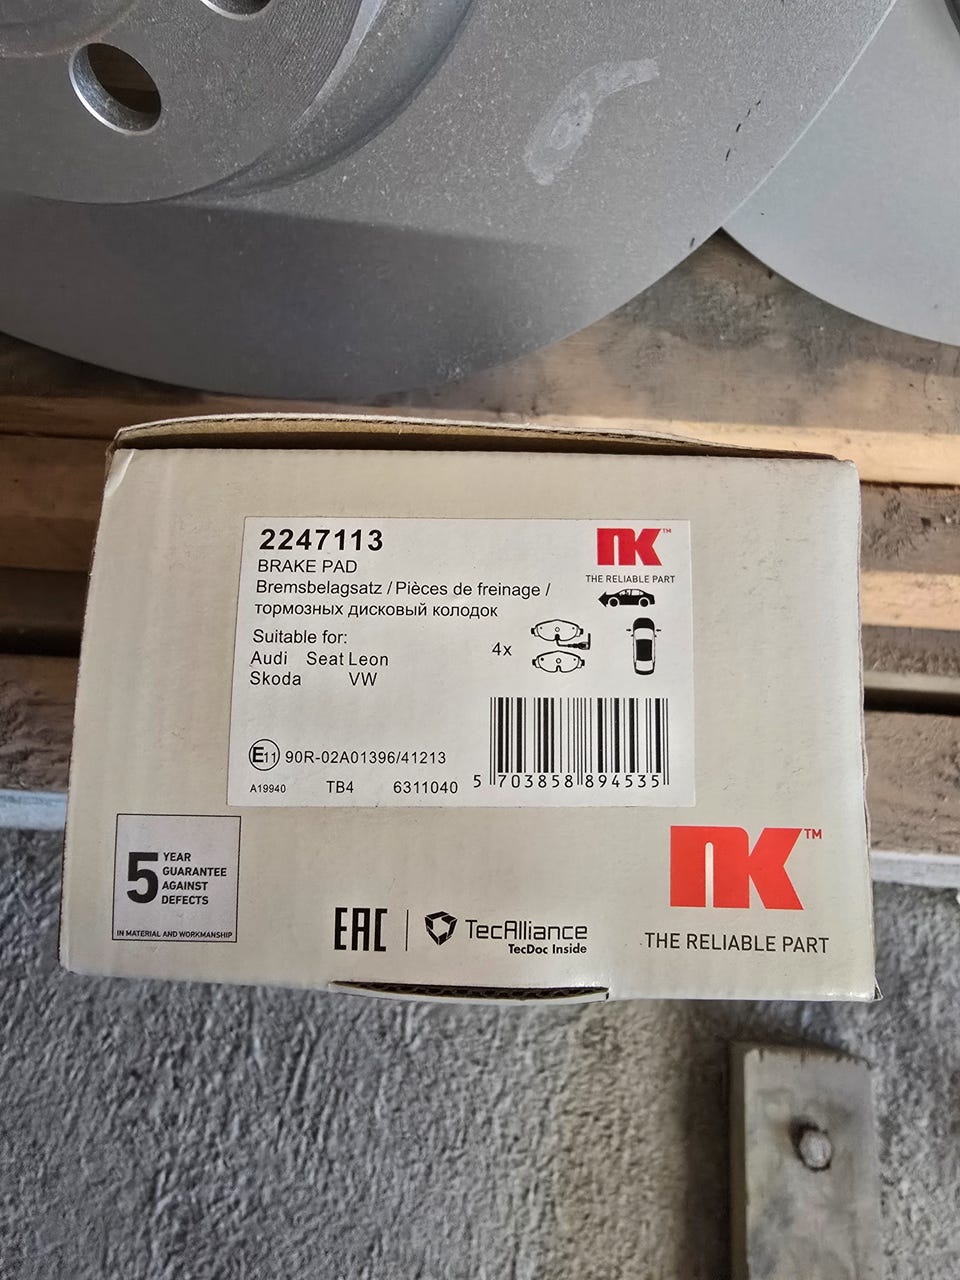 2247113
BRAKE PAD
Bremsbelagsatz / Pièces de freinage /
тормозных дисковый колодок
Suitable for:
Audi Seat Leon
Skoda VW
NK™
THE RELIABLE PART
4x
E11 90R-02A01396/41213
A19940 TB4 6311040
5 703858 894535
5 YEAR
GUARANTEE
AGAINST
DEFECTS
IN MATERIAL AND WORKMANSHIP
EAC
TecAlliance
TecDoc Inside
NK™
THE RELIABLE PART